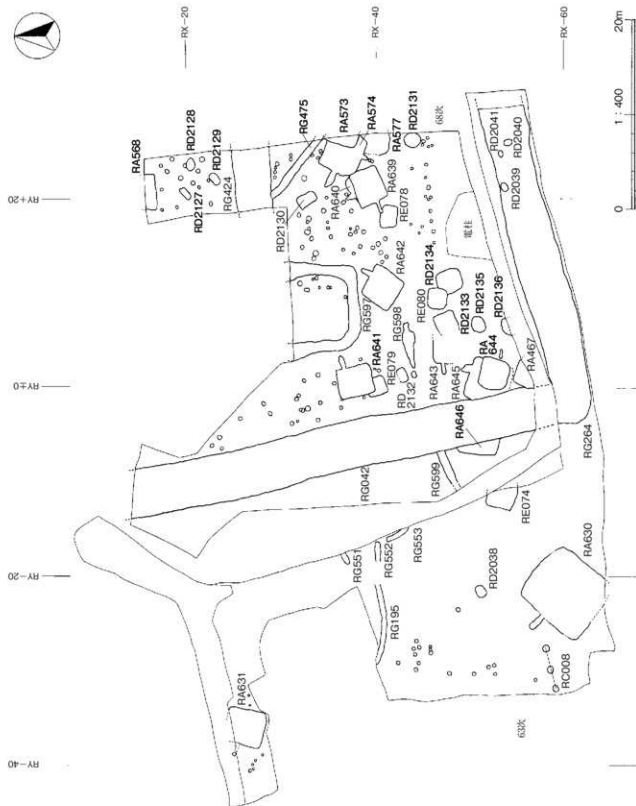 RX-20
RX-40
RX-60
20m
1:400
0
RY+20
RY±0
RY-20
RY-40
RA568
RD2128
RD2129
RD2127
RG424
RG475
RA573
RA574
RA577
RD2131
68次
RD2130
RA640
RA639
RE078
RA642
RD2134
電柱
RD2041
RD2040
RD2039
RG597
RG598
RE080
RD2133
RD2135
RD2136
RA641
RE079
RD
2132
RA643
RA645
RA
644
RA467
RA646
RG042
RG599
RE074
RG264
RG551
RG552
RG553
RG195
RD2038
RA630
RC008
RA631
63次